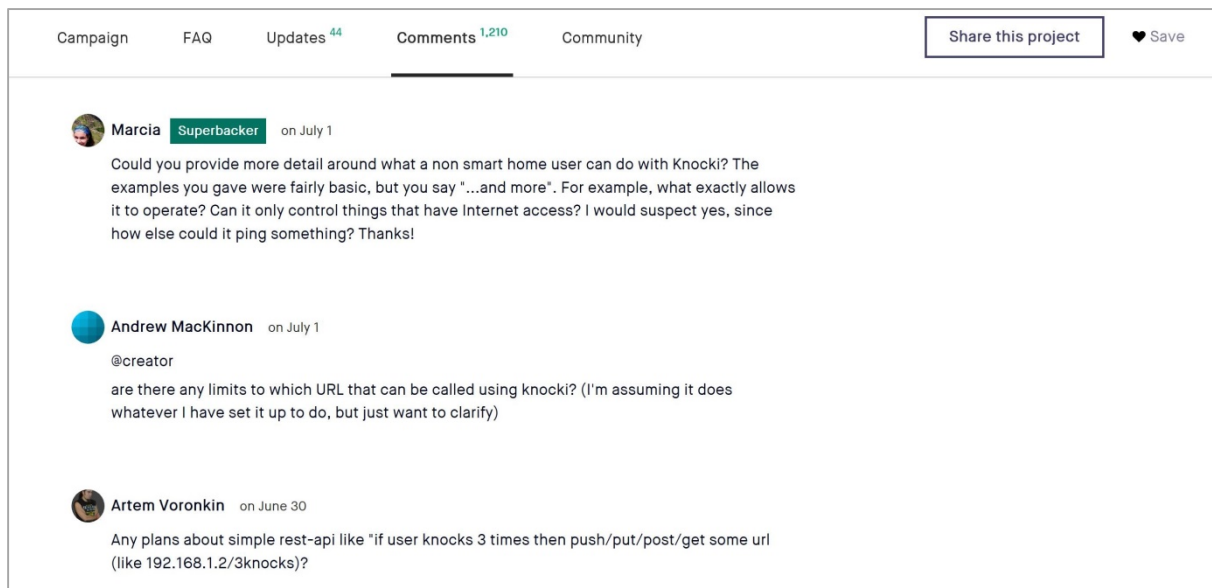 Campaign FAQ Updates 44 Comments 1,210 Community Share this project Save
Marcia Superbacker on July 1
Could you provide more detail around what a non smart home user can do with Knocki? The
examples you gave were fairly basic, but you say "...and more". For example, what exactly allows
it to operate? Can it only control things that have Internet access? I would suspect yes, since
how else could it ping something? Thanks!
Andrew MacKinnon on July 1
@creator
are there any limits to which URL that can be called using knocki? (I'm assuming it does
whatever I have set it up to do, but just want to clarify)
Artem Voronkin on June 30
Any plans about simple rest-api like "if user knocks 3 times then push/put/post/get some url
(like 192.168.1.2/3knocks)?